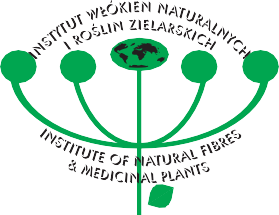 INSTYTUT WŁÓKIEN NATURALNYCH
I ROŚLIN ZIELARSKICH
INSTITUTE OF NATURAL FIBRES
& MEDICINAL PLANTS